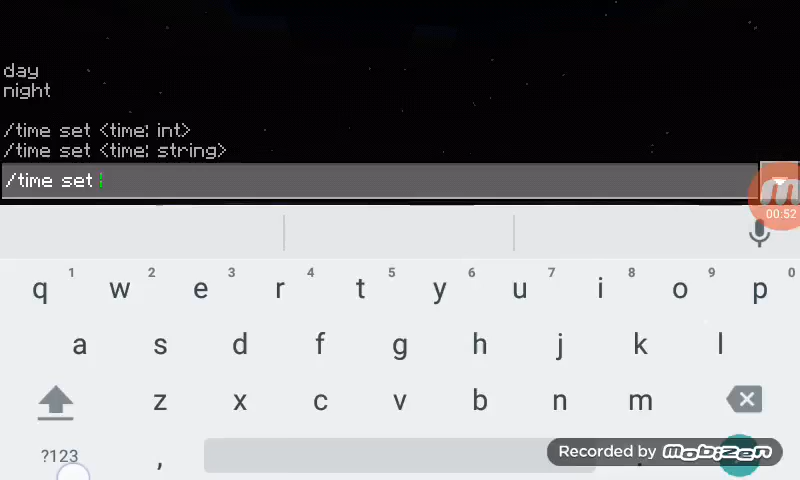 day
night
/time set <time: int>
/time set <time: string>
/time set
00:52
1 2 3 4 5 6 7 8 9 0
q w e r t y u i o p
a s d f g h j k l
z x c v b n m
?123 , .
Recorded by mobizen